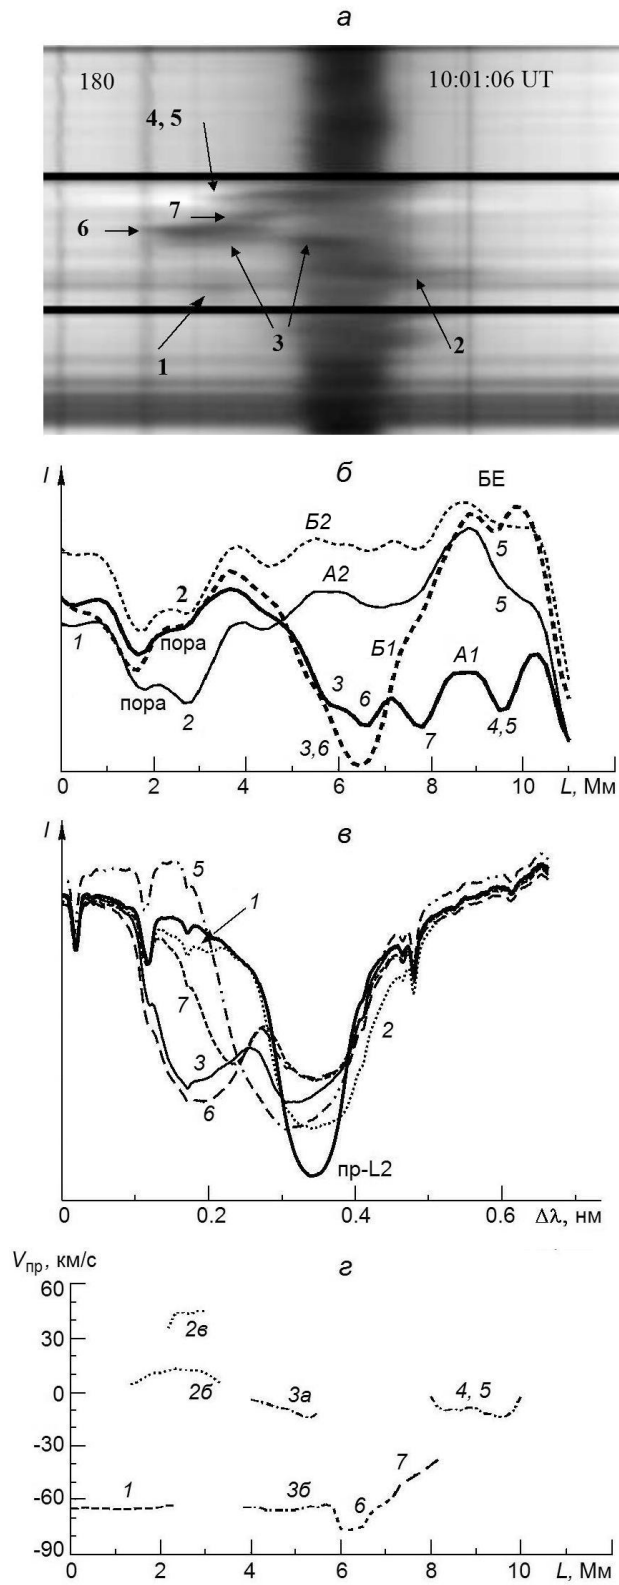 а
180 10:01:06 UT
4, 5
7
6
3
2
1
I б БЕ
Б2
5
2 А2
пора Б1 А1 5
1 3
6
пора 2 7 4,5
3,6
0 2 4 6 8 10 L, Мм
I в
5
1
7
2
3
6
пр-L2
0 0.2 0.4 0.6 Δλ, нм
Vпр, км/с г
60
2в
30
2б 3а 4, 5
0
-30
7
1 3б 6
-60
-90
0 2 4 6 8 10 L, Мм